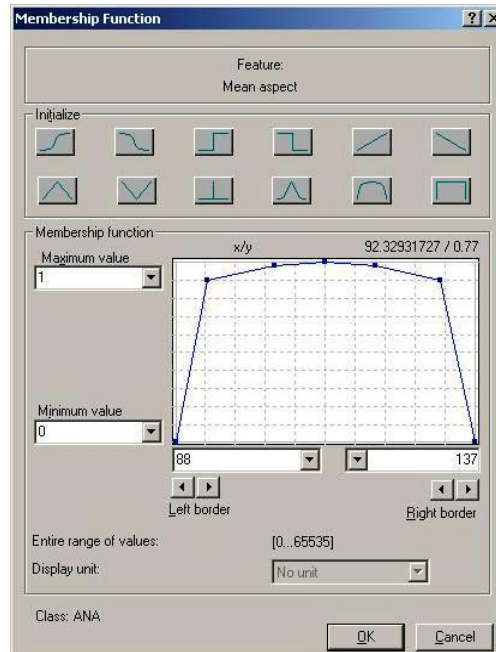 Membership Function
Feature:
Mean aspect
Initialize
Membership function
x/y 92.32931727 / 0.77
Maximum value
1
Minimum value
0
88 137
Left border Right border
Entire range of values: [0...65535]
Display unit: No unit
Class: ANA
OK Cancel